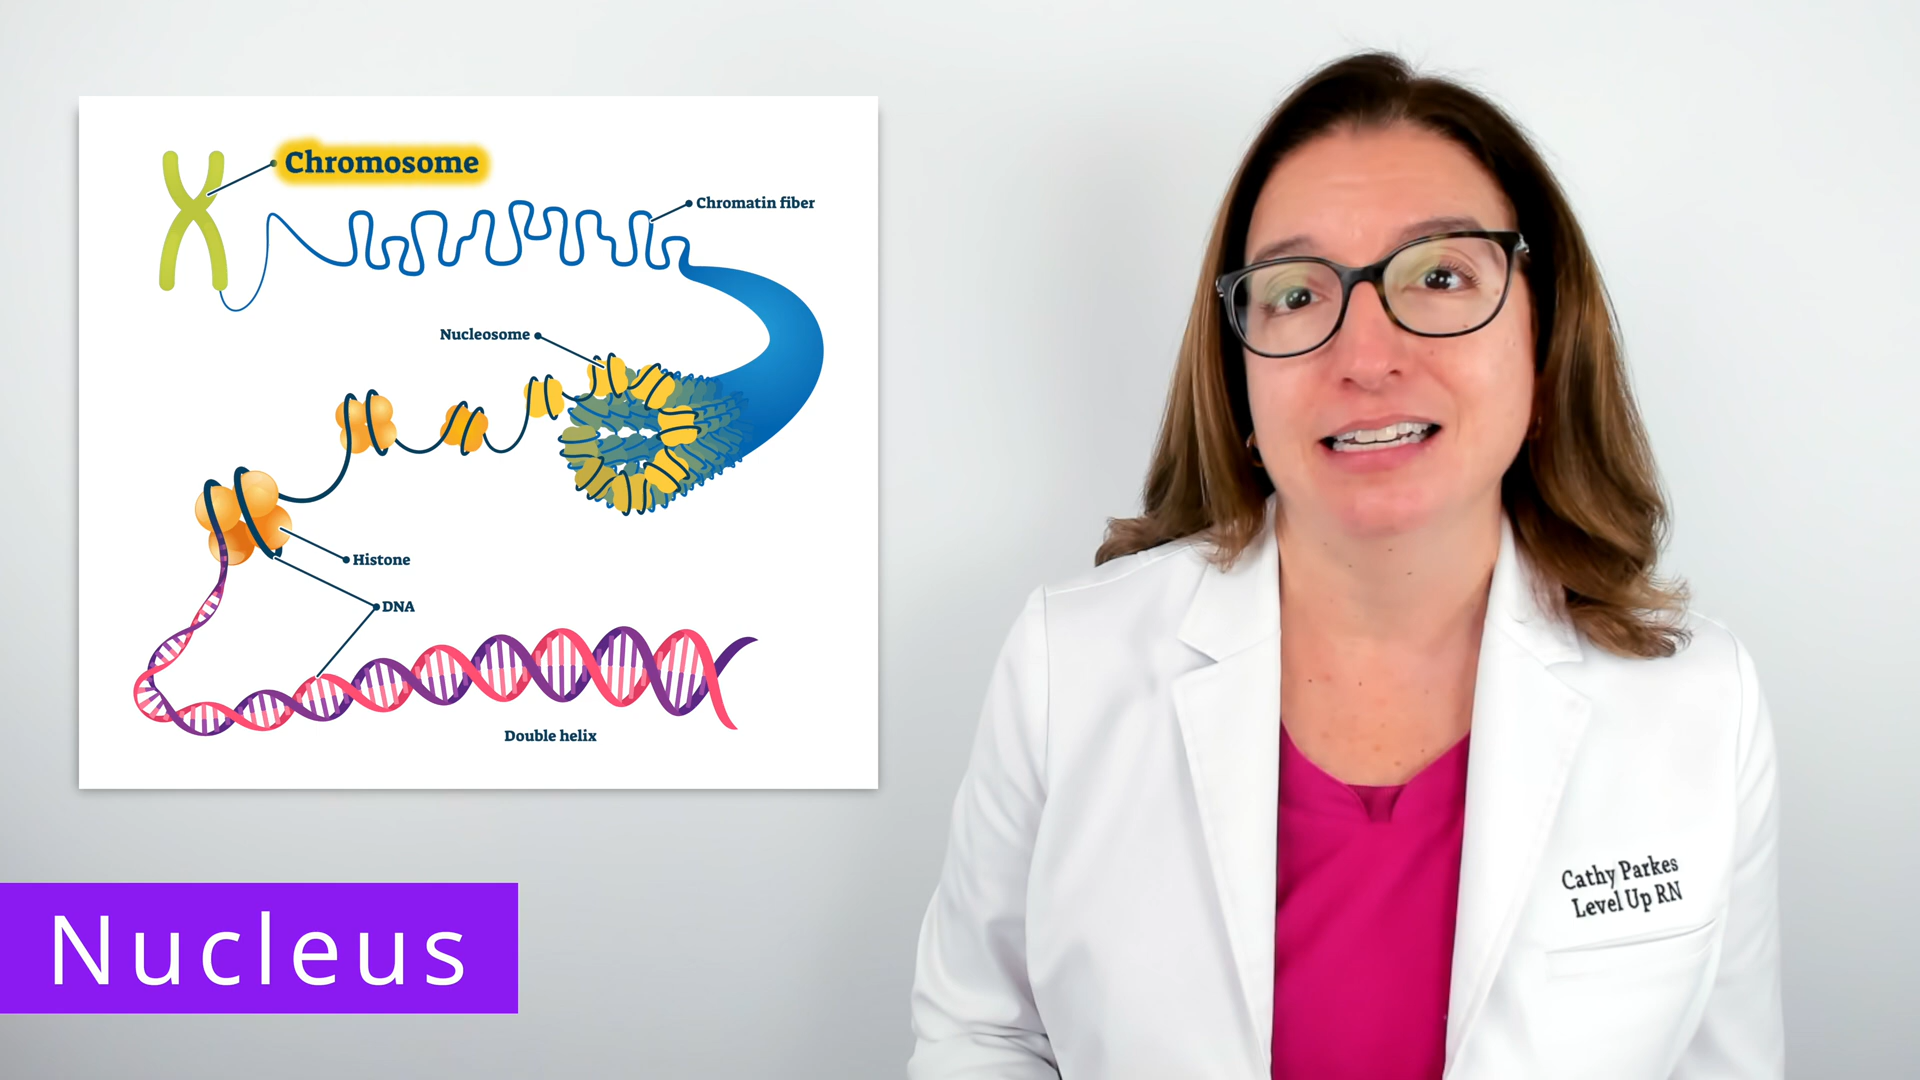 Chromosome
Chromatin fiber
Nucleosome
Histone
DNA
Double helix
Nucleus
Cathy Parkes
Level Up RN